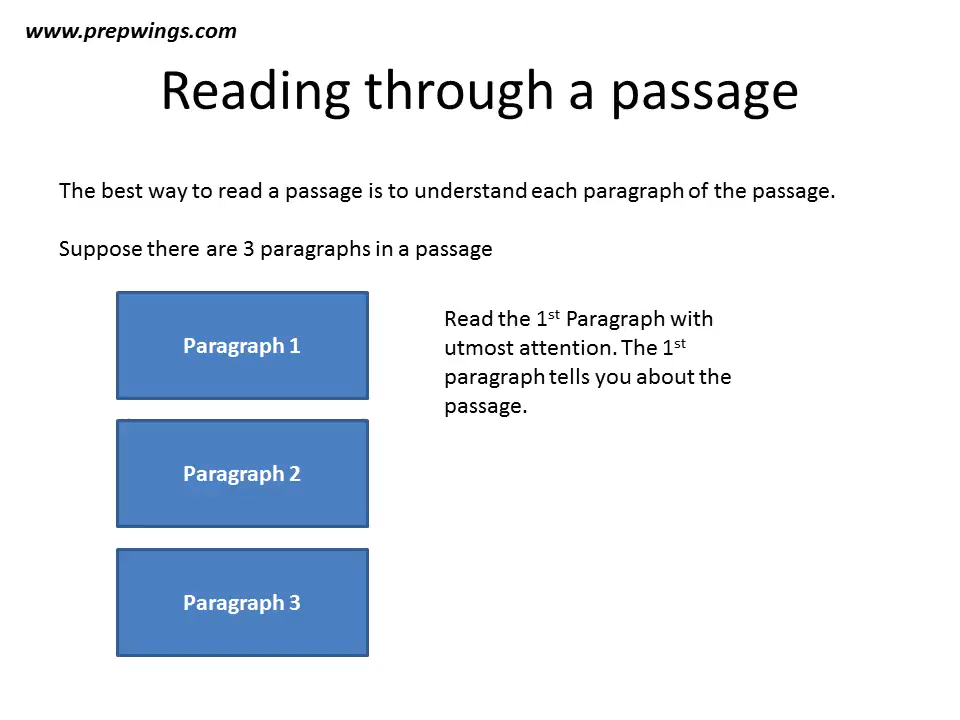 www.prepwings.com
Reading through a passage
The best way to read a passage is to understand each paragraph of the passage.
Suppose there are 3 paragraphs in a passage
Paragraph 1
Read the 1st Paragraph with
utmost attention. The 1st
paragraph tells you about the
passage.
Paragraph 2
Paragraph 3